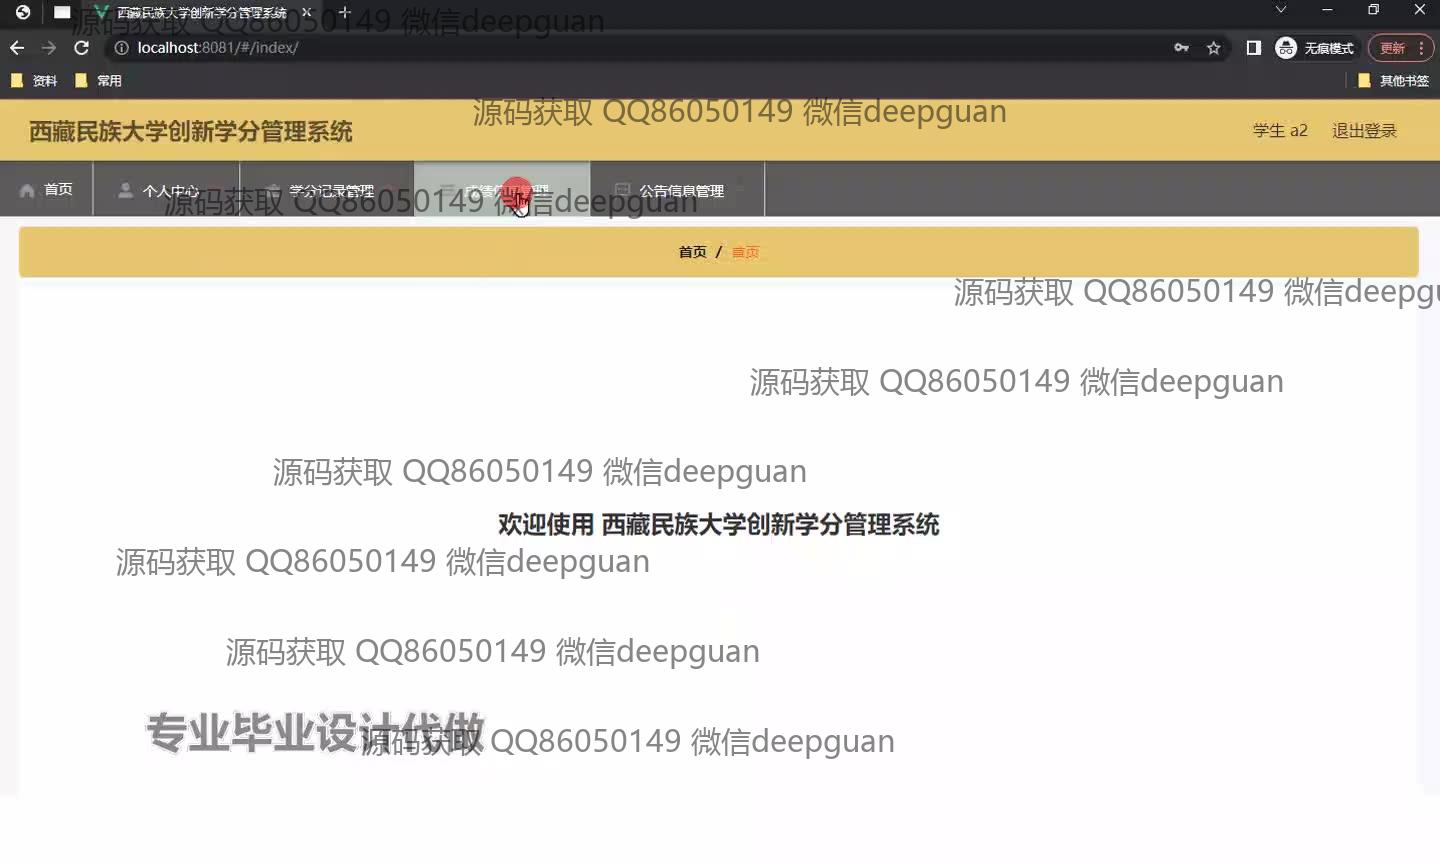 西藏民族大学创新学分管理系统
源码获取 QQ86050149 微信deepguan
localhost:8081/#/index/
无痕模式
更新
资料
常用
其他书签
西藏民族大学创新学分管理系统
源码获取 QQ86050149 微信deepguan
学生 a2
退出登录
首页
个人中心
学分记录管理
公告信息管理
源码获取 QQ86050149 微信deepguan
首页 / 首页
源码获取 QQ86050149 微信deepgu
源码获取 QQ86050149 微信deepguan
源码获取 QQ86050149 微信deepguan
欢迎使用 西藏民族大学创新学分管理系统
源码获取 QQ86050149 微信deepguan
源码获取 QQ86050149 微信deepguan
专业毕业设计代做
源码获取 QQ86050149 微信deepguan